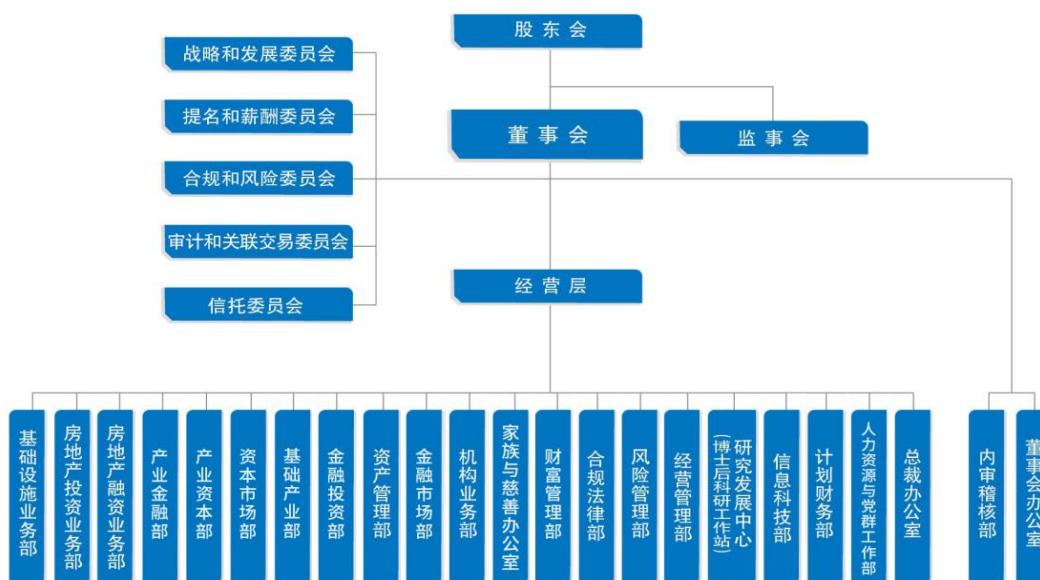 股东会
战略和发展委员会
提名和薪酬委员会
董事会
监事会
合规和风险委员会
审计和关联交易委员会
经营层
信托委员会
基础设施业务部
房地产投资业务部
房地产融资业务部
产业金融部
产业资本部
资本市场部
基础产业部
金融投资部
资产管理部
金融市场部
机构业务部
家族与慈善办公室
财富管理部
合规法律部
风险管理部
经营管理部
研究发展中心
(博士后科研工作站)
信息科技部
计划财务部
人力资源与党群工作部
总裁办公室
内审稽核部
董事会办公室